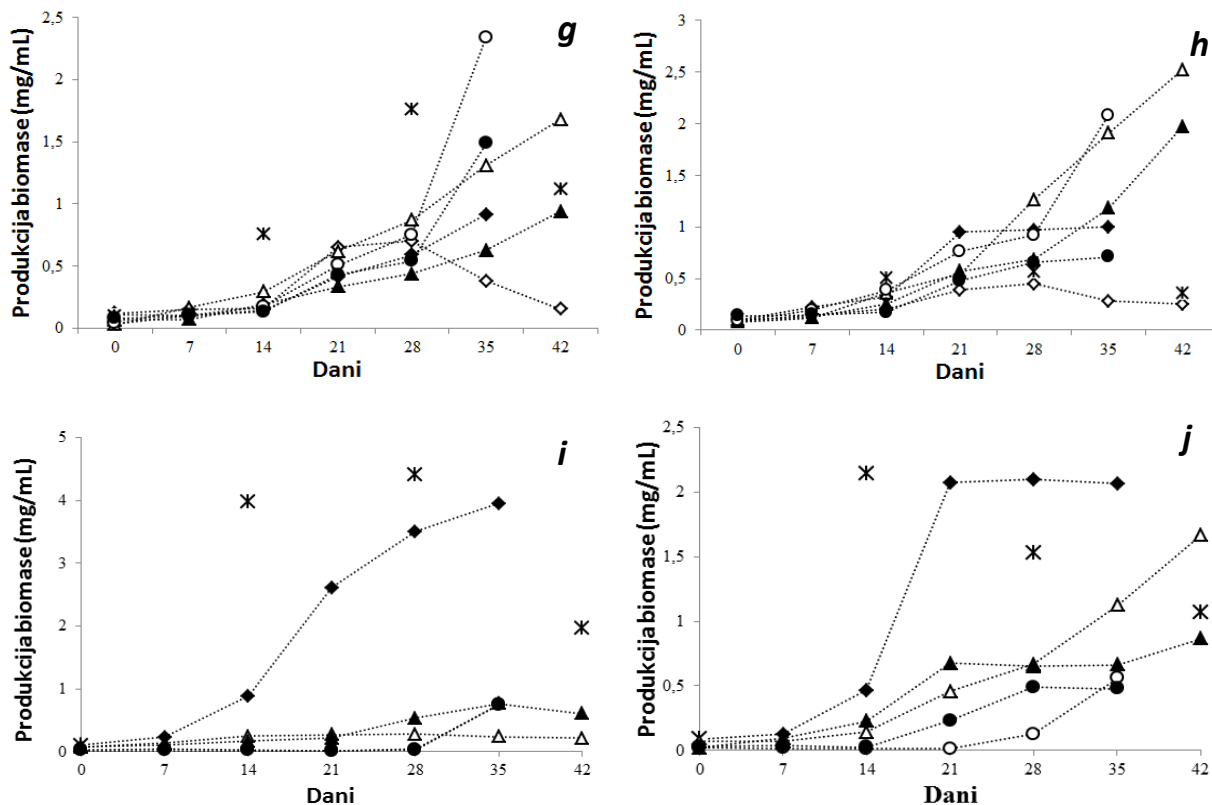 g
Produkcija biomase (mg/mL)
2,5
2
1,5
1
0,5
0
0 7 14 21 28 35 42
Dani
h
Produkcija biomase (mg/mL)
3
2,5
2
1,5
1
0,5
0
0 7 14 21 28 35 42
Dani
i
Produkcija biomase (mg/mL)
5
4
3
2
1
0
0 7 14 21 28 35 42
Dani
j
Produkcija biomase (mg/mL)
2,5
2
1,5
1
0,5
0
0 7 14 21 28 35 42
Dani